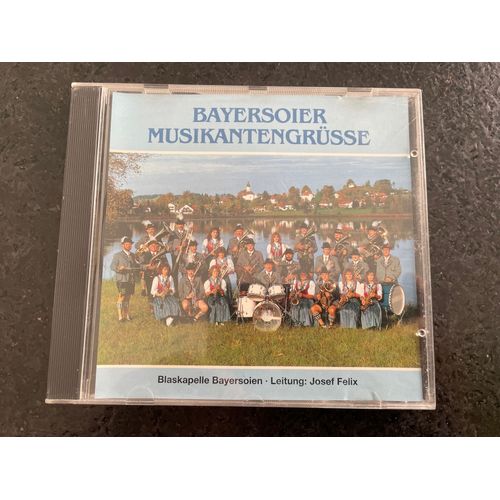 BAYERSOIER
MUSIKANTENGRÜSSE
Blaskapelle Bayersoien · Leitung: Josef Felix